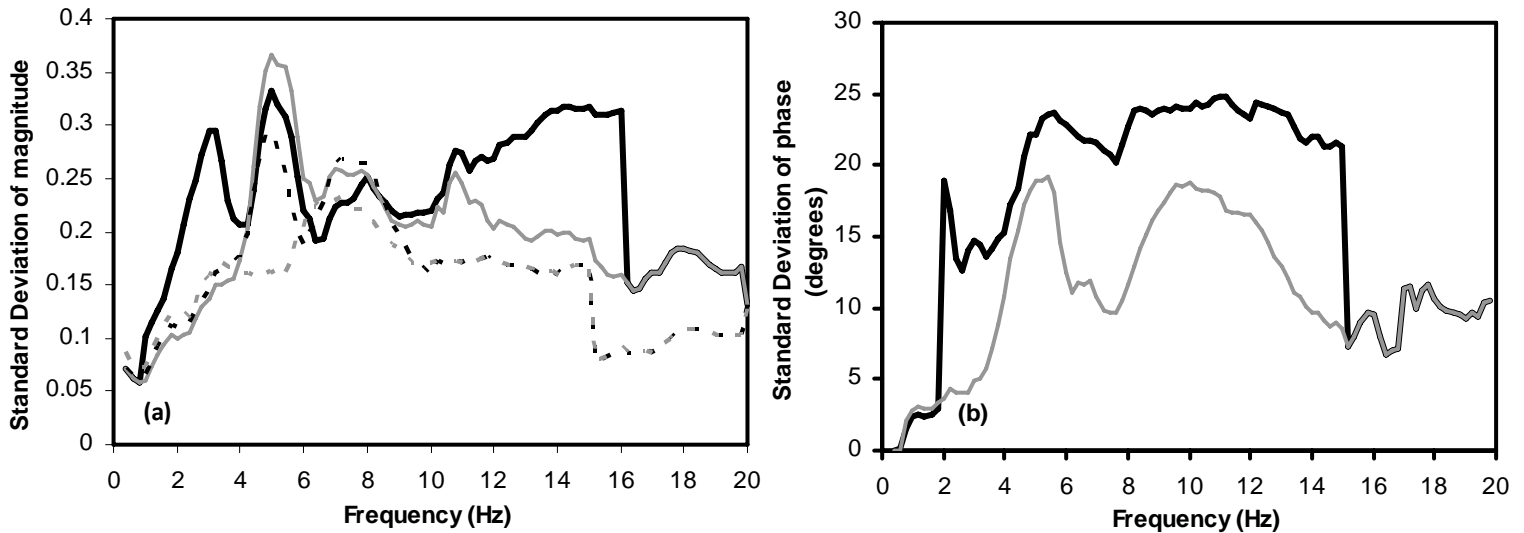 Standard Deviation of magnitude
0.4
0.35
0.3
0.25
0.2
0.15
0.1
0.05
0
(a)
0 2 4 6 8 10 12 14 16 18 20
Frequency (Hz)
Standard Deviation of phase
(degrees)
30
25
20
15
10
5
0
(b)
0 2 4 6 8 10 12 14 16 18 20
Frequency (Hz)